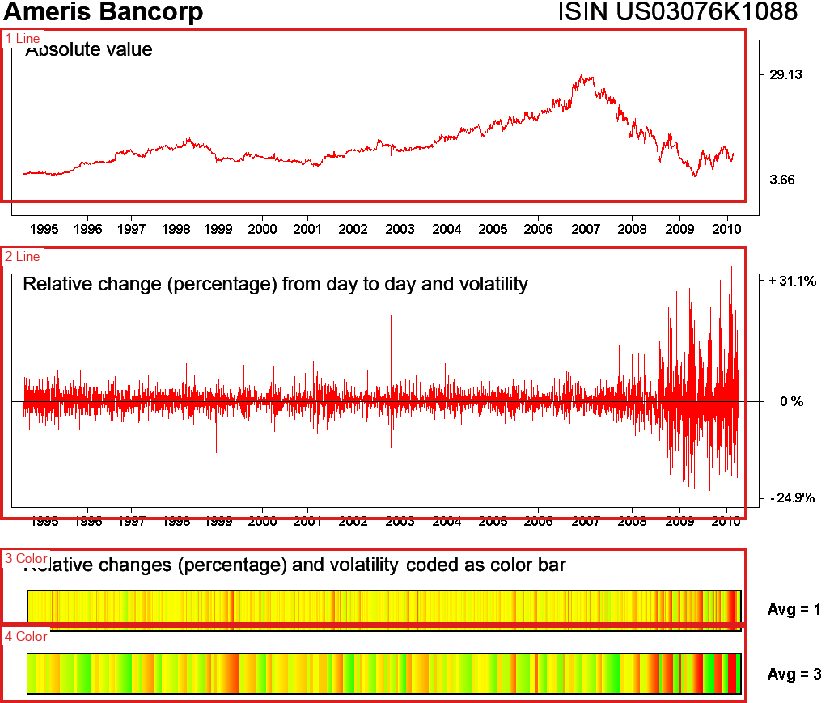 Ameris Bancorp ISIN US03076K1088
1 Line
Absolute value
29.13
3.66
1995 1996 1997 1998 1999 2000 2001 2002 2003 2004 2005 2006 2007 2008 2009 2010
2 Line
Relative change (percentage) from day to day and volatility
+31.1%
0 %
-24.9%
1995 1996 1997 1998 1999 2000 2001 2002 2003 2004 2005 2006 2007 2008 2009 2010
3 Color
Relative changes (percentage) and volatility coded as color bar
Avg = 1
4 Color
Avg = 3